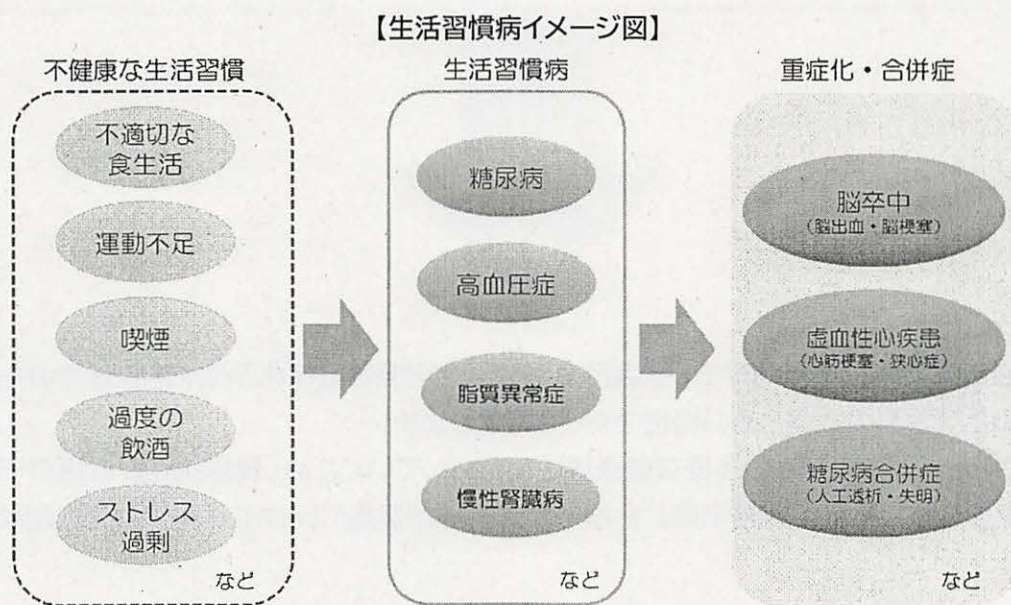 【生活習慣病イメージ図】
不健康な生活習慣
不適切な
食生活
運動不足
喫煙
過度の
飲酒
ストレス
過剰
など
生活習慣病
糖尿病
高血圧症
脂質異常症
慢性腎臓病
など
重症化・合併症
脳卒中
(脳出血・脳梗塞)
虚血性心疾患
(心筋梗塞・狭心症)
糖尿病合併症
(人工透析・失明)
など